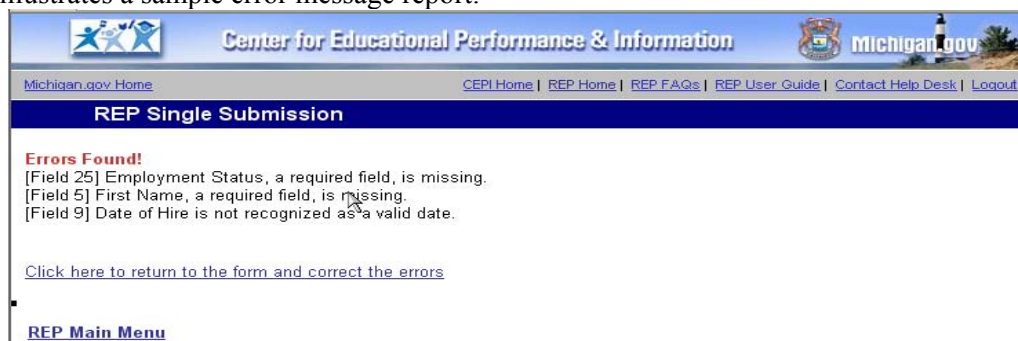 illustrates a sample error message report.
Center for Educational Performance & Information
Michigan.gov
Michigan.gov Home
CEPI Home | REP Home | REP FAQs | REP User Guide | Contact Help Desk | Logout
REP Single Submission
Errors Found!
[Field 25] Employment Status, a required field, is missing.
[Field 5] First Name, a required field, is missing.
[Field 9] Date of Hire is not recognized as a valid date.
Click here to return to the form and correct the errors
REP Main Menu